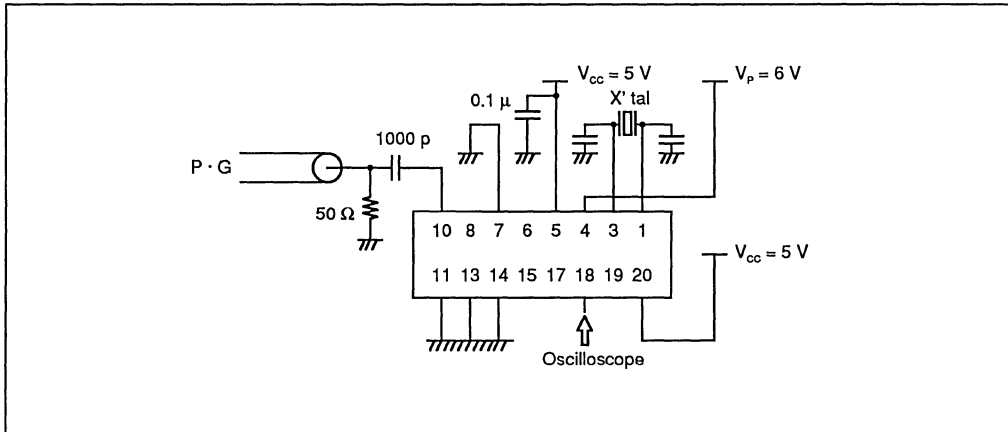 V_CC = 5 V
V_P = 6 V
0.1 μ
X' tal
1000 p
P · G
50 Ω
10 8 7 6 5 4 3 1
11 13 14 15 17 18 19 20
V_CC = 5 V
Oscilloscope